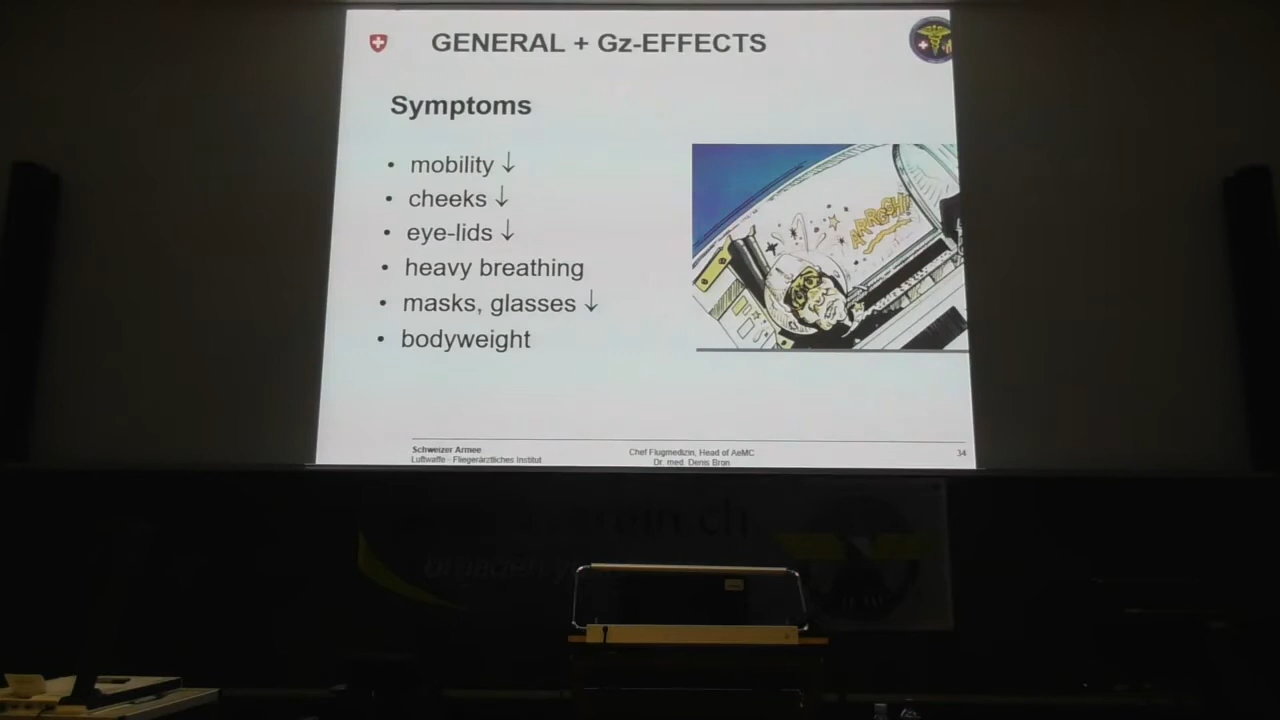 GENERAL + Gz-EFFECTS
Symptoms
• mobility ↓
• cheeks ↓
• eye-lids ↓
• heavy breathing
• masks, glasses ↓
• bodyweight
ARRGSH!
Schweizer Armee
Luftwaffe - Fliegerärztliches Institut
Chef Flugmedizin, Head of AeMC
Dr. med. Denis Bron
34